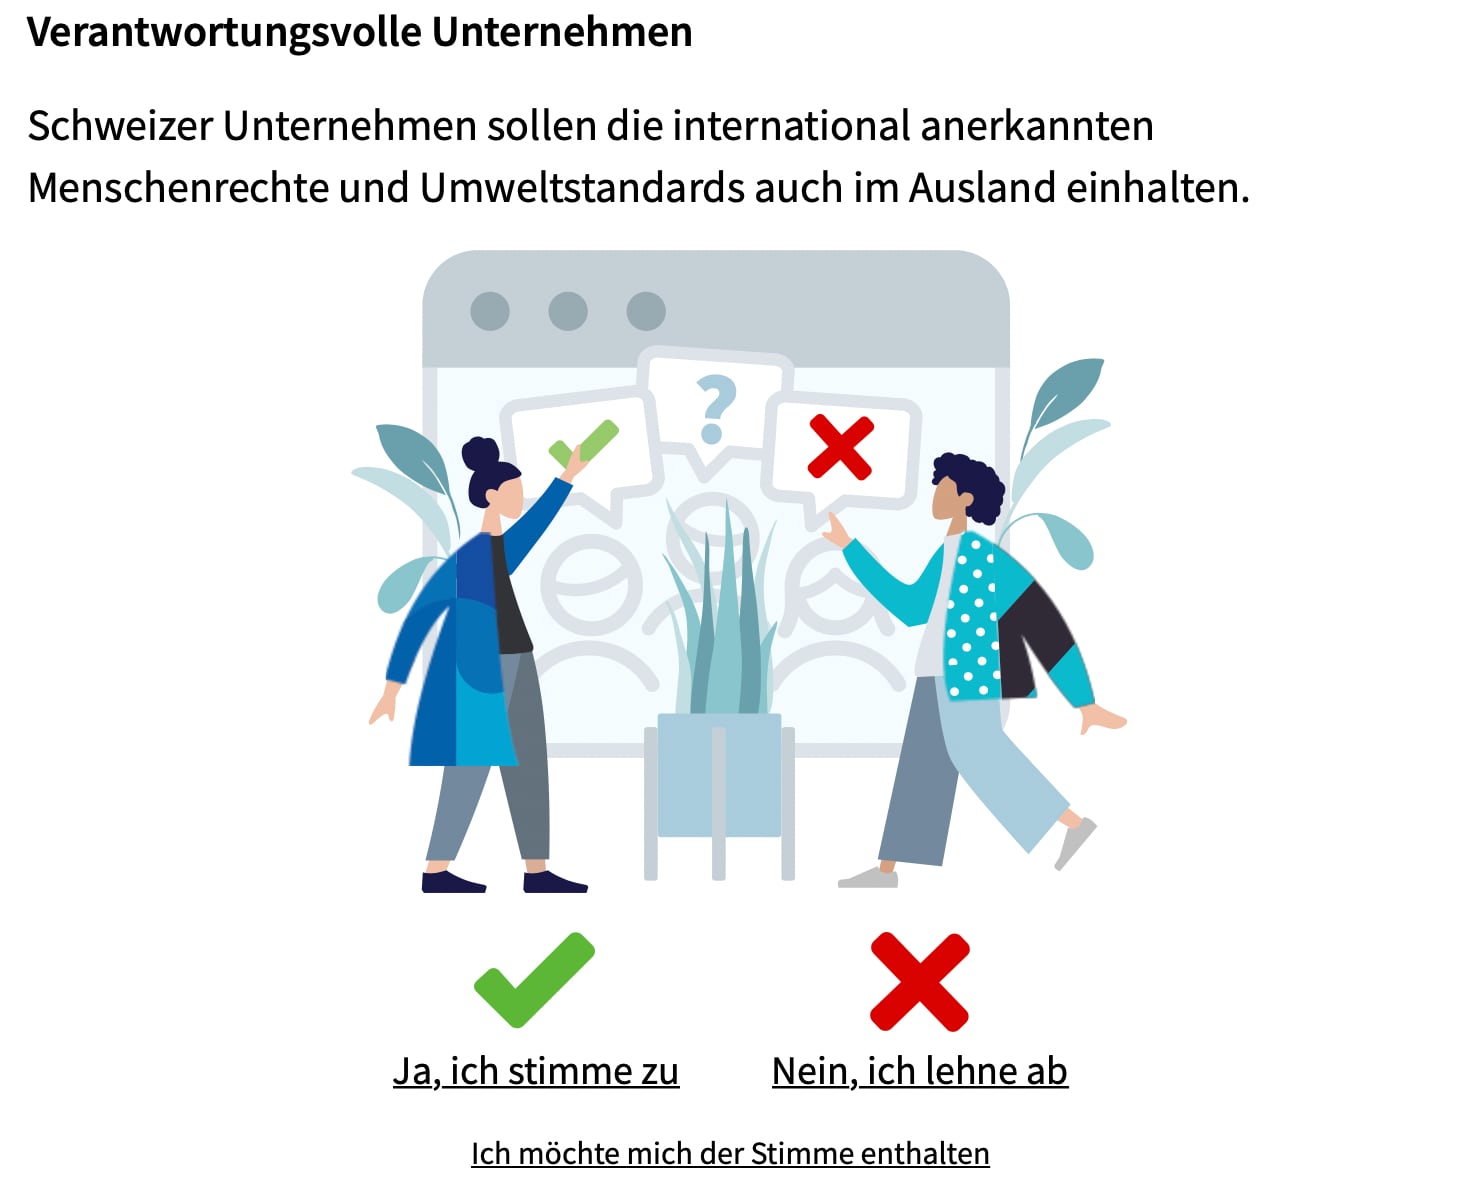 Verantwortungsvolle Unternehmen
Schweizer Unternehmen sollen die international anerkannten
Menschenrechte und Umweltstandards auch im Ausland einhalten.
?
Ja, ich stimme zu
Nein, ich lehne ab
Ich möchte mich der Stimme enthalten